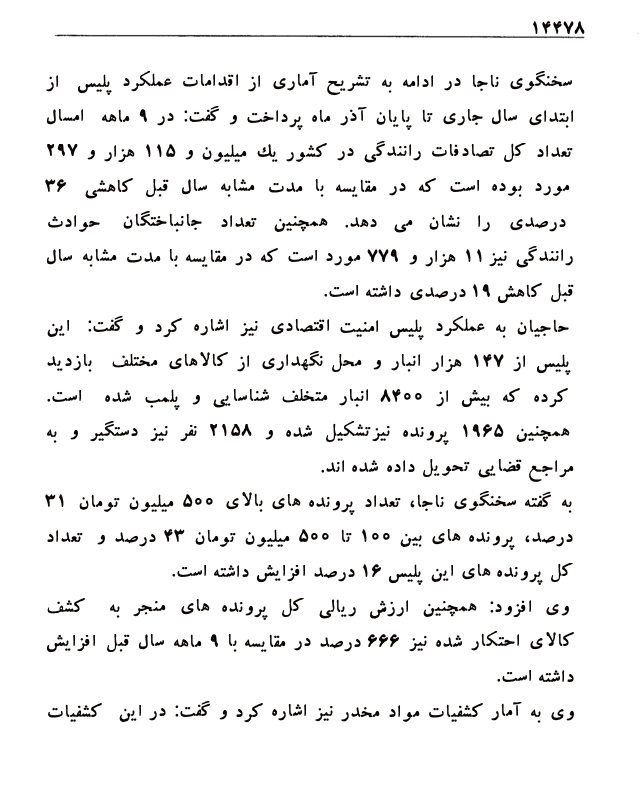 ۱۴۴۷۸
سخنگوی ناجا در ادامه به تشریح آماری از اقدامات عملکرد پلیس از
ابتدای سال جاری تا پایان آذر ماه پرداخت و گفت: در ۹ ماهه امسال
تعداد کل تصادفات رانندگی در کشور یك میلیون و ۱۱۵ هزار و ۲۹۷
مورد بوده است که در مقایسه با مدت مشابه سال قبل کاهشی ۳۶
درصدی را نشان می دهد. همچنین تعداد جانباختگان حوادث
رانندگی نیز ۱۱ هزار و ۷۷۹ مورد است که در مقایسه با مدت مشابه سال
قبل کاهش ۱۹ درصدی داشته است.
حاجیان به عملکرد پلیس امنیت اقتصادی نیز اشاره کرد و گفت: این
پلیس از ۱۴۷ هزار انبار و محل نگهداری از کالاهای مختلف بازدید
کرده که بیش از ۸۴۰۰ انبار متخلف شناسایی و پلمب شده است.
همچنین ۱۹۶۵ پرونده نیزتشکیل شده و ۲۱۵۸ نفر نیز دستگیر و به
مراجع قضایی تحویل داده شده اند.
به گفته سخنگوی ناجا، تعداد پرونده های بالای ۵۰۰ میلیون تومان ۳۱
درصد، پرونده های بین ۱۰۰ تا ۵۰۰ میلیون تومان ۴۳ درصد و تعداد
کل پرونده های این پلیس ۱۶ درصد افزایش داشته است.
وی افزود: همچنین ارزش ریالی کل پرونده های منجر به کشف
کالای احتکار شده نیز ۶۶۶ درصد در مقایسه با ۹ ماهه سال قبل افزایش
داشته است.
وی به آمار کشفیات مواد مخدر نیز اشاره کرد و گفت: در این کشفیات